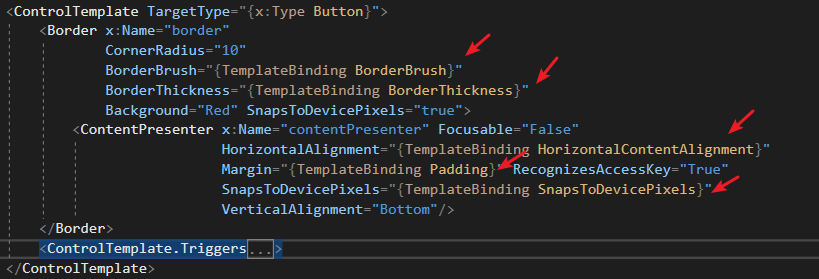 <ControlTemplate TargetType="{x:Type Button}">
<Border x:Name="border"
CornerRadius="10"
BorderBrush="{TemplateBinding BorderBrush}"
BorderThickness="{TemplateBinding BorderThickness}"
Background="Red" SnapsToDevicePixels="true">
<ContentPresenter x:Name="contentPresenter" Focusable="False"
HorizontalAlignment="{TemplateBinding HorizontalContentAlignment}"
Margin="{TemplateBinding Padding}" RecognizesAccessKey="True"
SnapsToDevicePixels="{TemplateBinding SnapsToDevicePixels}"
VerticalAlignment="Bottom"/>
</Border>
<ControlTemplate.Triggers...>
</ControlTemplate>